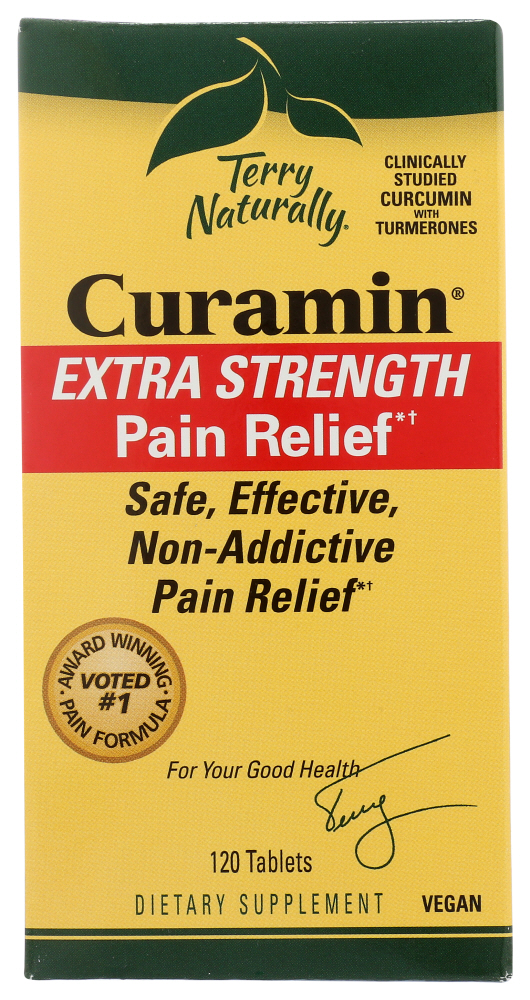 Terry
Naturally®
CLINICALLY
STUDIED
CURCUMIN
WITH
TURMERONES
Curamin®
EXTRA STRENGTH
Pain Relief*†
Safe, Effective,
Non-Addictive
Pain Relief*†
AWARD WINNING
VOTED
#1
PAIN FORMULA
For Your Good Health
Terry
120 Tablets
DIETARY SUPPLEMENT VEGAN